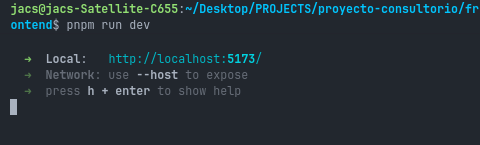 jacs@jacs-Satellite-C655:~/Desktop/PROJECTS/proyecto-consultorio/fr
ontend$ pnpm run dev
➜ Local: http://localhost:5173/
➜ Network: use --host to expose
➜ press h + enter to show help